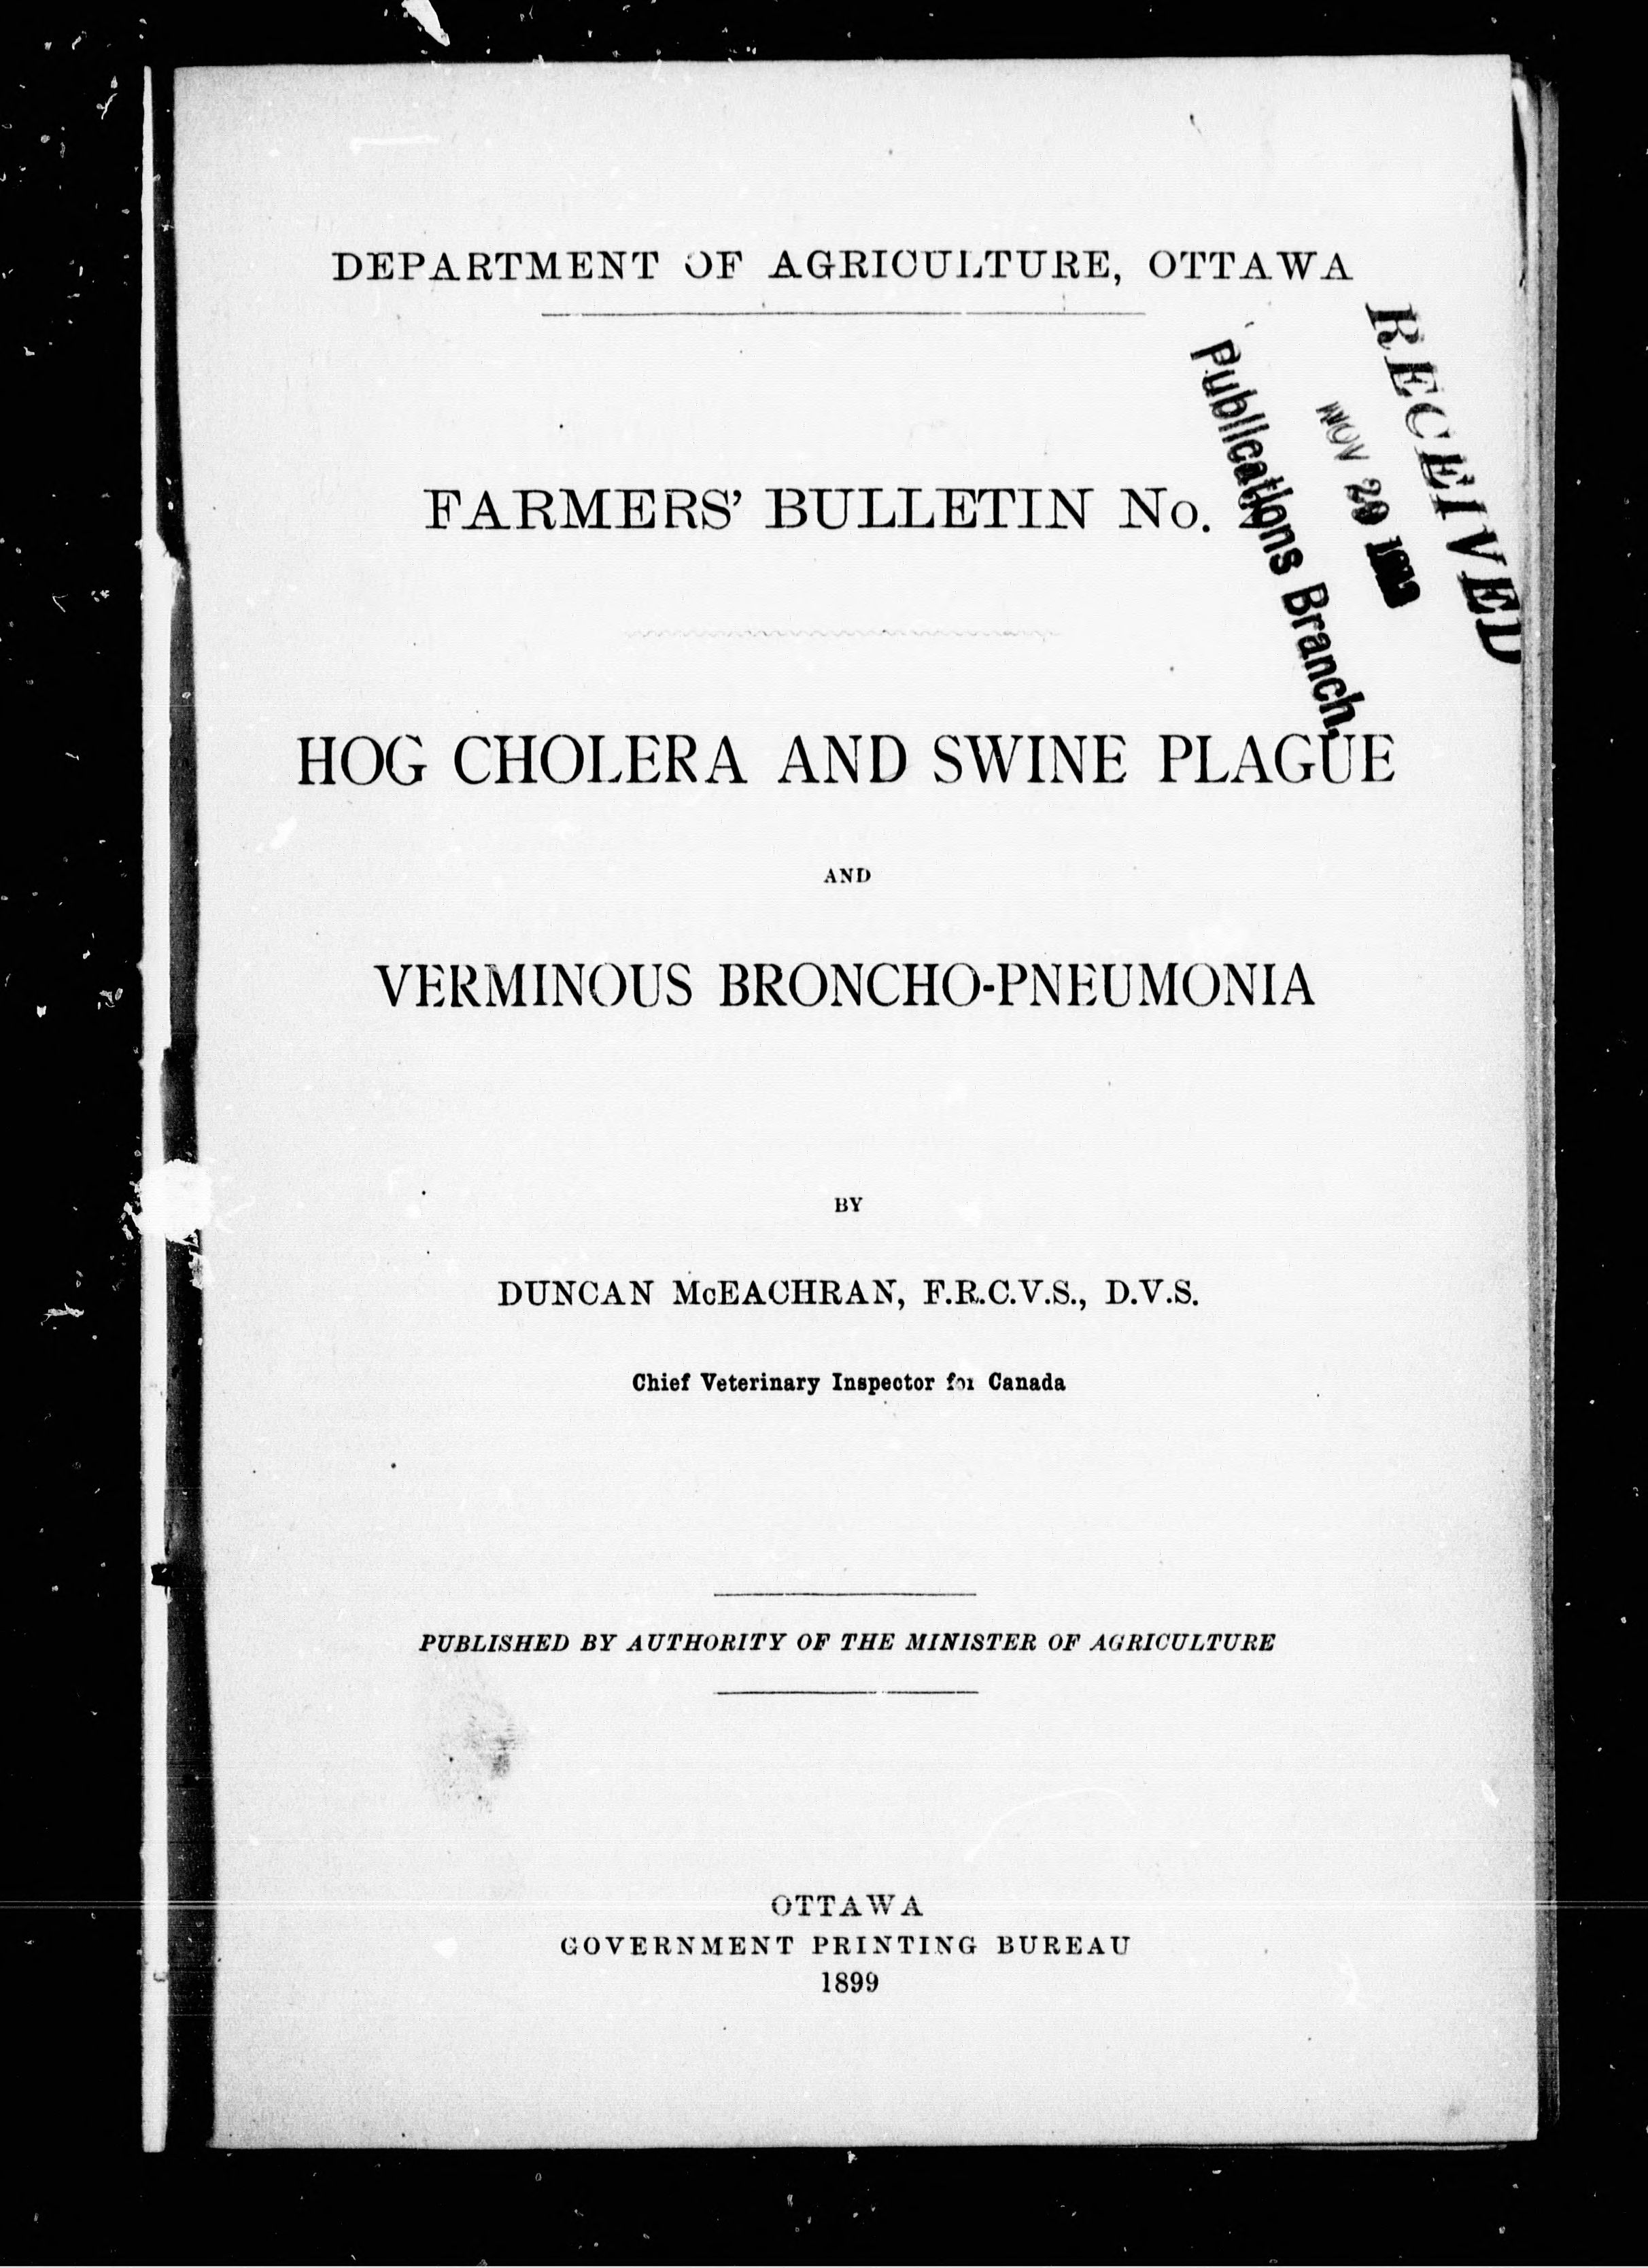 DEPARTMENT OF AGRICULTURE, OTTAWA
RECEIVED
NOV 29
Publications Branch.
FARMERS' BULLETIN No.
HOG CHOLERA AND SWINE PLAGUE
AND
VERMINOUS BRONCHO-PNEUMONIA
BY
DUNCAN McEACHRAN, F.R.C.V.S., D.V.S.
Chief Veterinary Inspector for Canada
PUBLISHED BY AUTHORITY OF THE MINISTER OF AGRICULTURE
OTTAWA
GOVERNMENT PRINTING BUREAU
1899